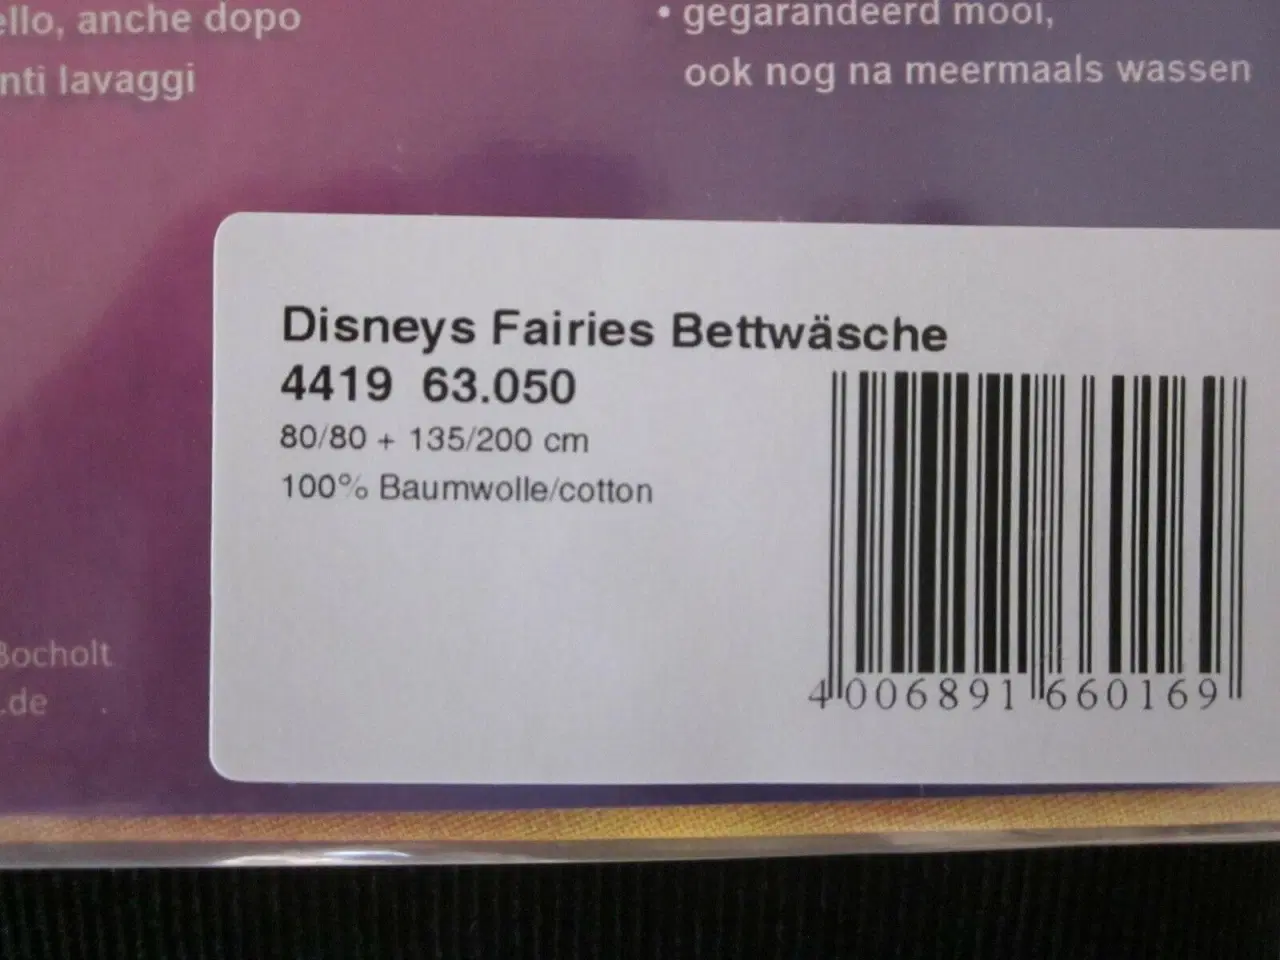 ello, anche dopo
nti lavaggi
• gegarandeerd mooi,
ook nog na meermaals wassen
Disneys Fairies Bettwäsche
4419 63.050
80/80 + 135/200 cm
100% Baumwolle/cotton
4 006891 660169
Bocholt
.de